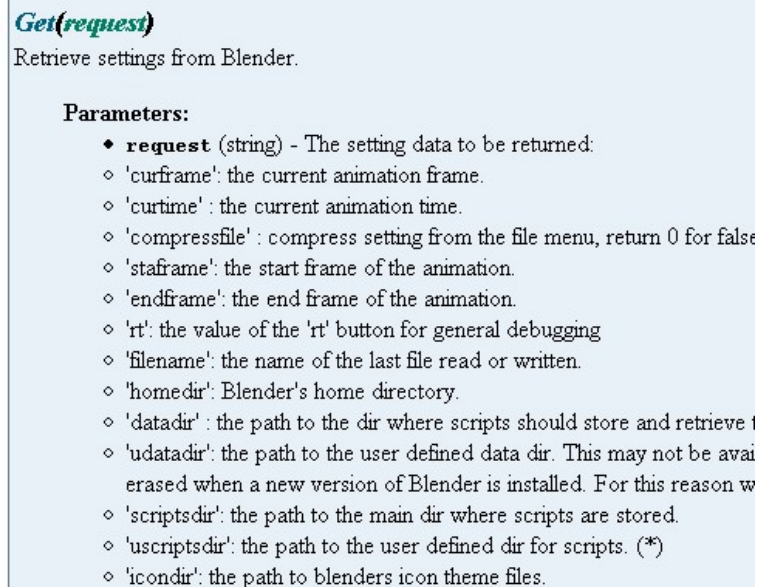 Get(request)
Retrieve settings from Blender.
Parameters:
request (string) - The setting data to be returned:
'curframe': the current animation frame.
'curtime' : the current animation time.
'compressfile' : compress setting from the file menu, return 0 for false
'staframe': the start frame of the animation.
'endframe': the end frame of the animation.
'rt': the value of the 'rt' button for general debugging
'filename': the name of the last file read or written.
'homedir': Blender's home directory.
'datadir' : the path to the dir where scripts should store and retrieve
'udatadir': the path to the user defined data dir. This may not be
erased when a new version of Blender is installed. For this reason
'scriptsdir': the path to the main dir where scripts are stored.
'uscriptsdir': the path to the user defined dir for scripts. (*)
'icondir': the path to blenders icon theme files.